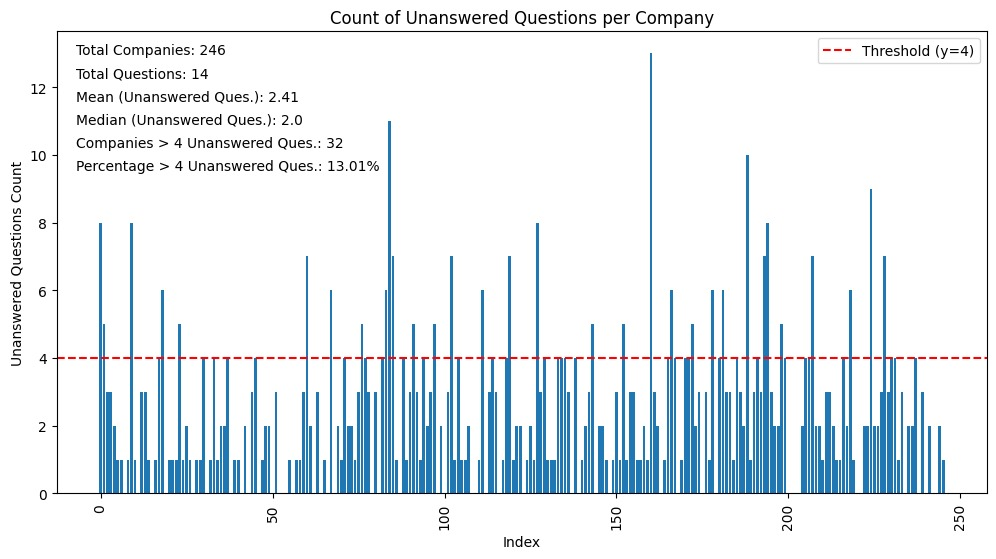 Count of Unanswered Questions per Company
Total Companies: 246
Total Questions: 14
Mean (Unanswered Ques.): 2.41
Median (Unanswered Ques.): 2.0
Companies > 4 Unanswered Ques.: 32
Percentage > 4 Unanswered Ques.: 13.01%
Threshold (y=4)
Unanswered Questions Count
12
10
8
6
4
2
0
0
50
100
150
200
250
Index